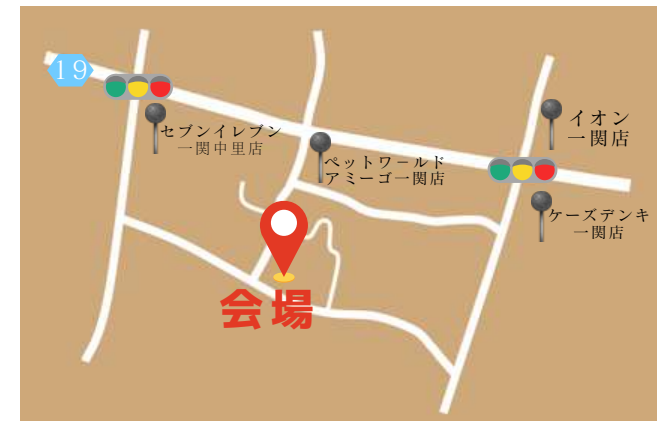 19
セブンイレブン
一関中里店
ペットワールド
アミーゴ一関店
イオン
一関店
ケーズデンキ
一関店
会場